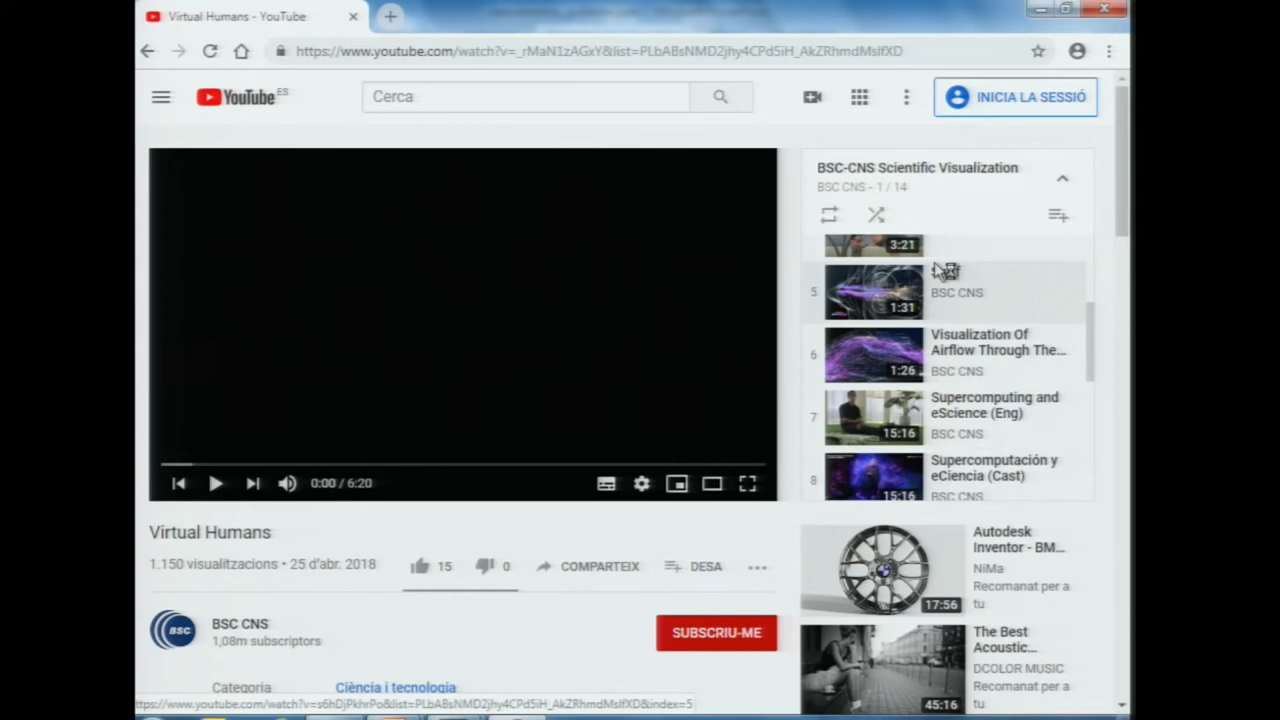 Virtual Humans - YouTube
https://www.youtube.com/watch?v=_rMaN1zAGxY&list=PLbABsNMD2jhy4CPd5iH_AkZRhmdMslfXD
YouTube ES
Cerca
INICIA LA SESSIÓ
BSC-CNS Scientific Visualization
BSC CNS - 1 / 14
3:21
5
BSC CNS
1:31
Visualization Of
6
Airflow Through The...
1:26
BSC CNS
Supercomputing and
7
eScience (Eng)
15:16
BSC CNS
Supercomputación y
8
eCiencia (Cast)
15:16
BSC CNS
0:00 / 6:20
Virtual Humans
1.150 visualitzacions • 25 d'abr. 2018
15
0
COMPARTEIX
DESA
BSC
BSC CNS
1,08m subscriptors
SUBSCRIU-ME
Categoria
Ciència i tecnologia
Autodesk
Inventor - BM...
NiMa
Recomanat per a
tu
17:56
The Best
Acoustic...
DCOLOR MUSIC
Recomanat per a
tu
45:16
ttps://www.youtube.com/watch?v=s6hDjPkhrPo&list=PLbABsNMD2jhy4CPd5iH_AkZRhmdMslfXD&index=5